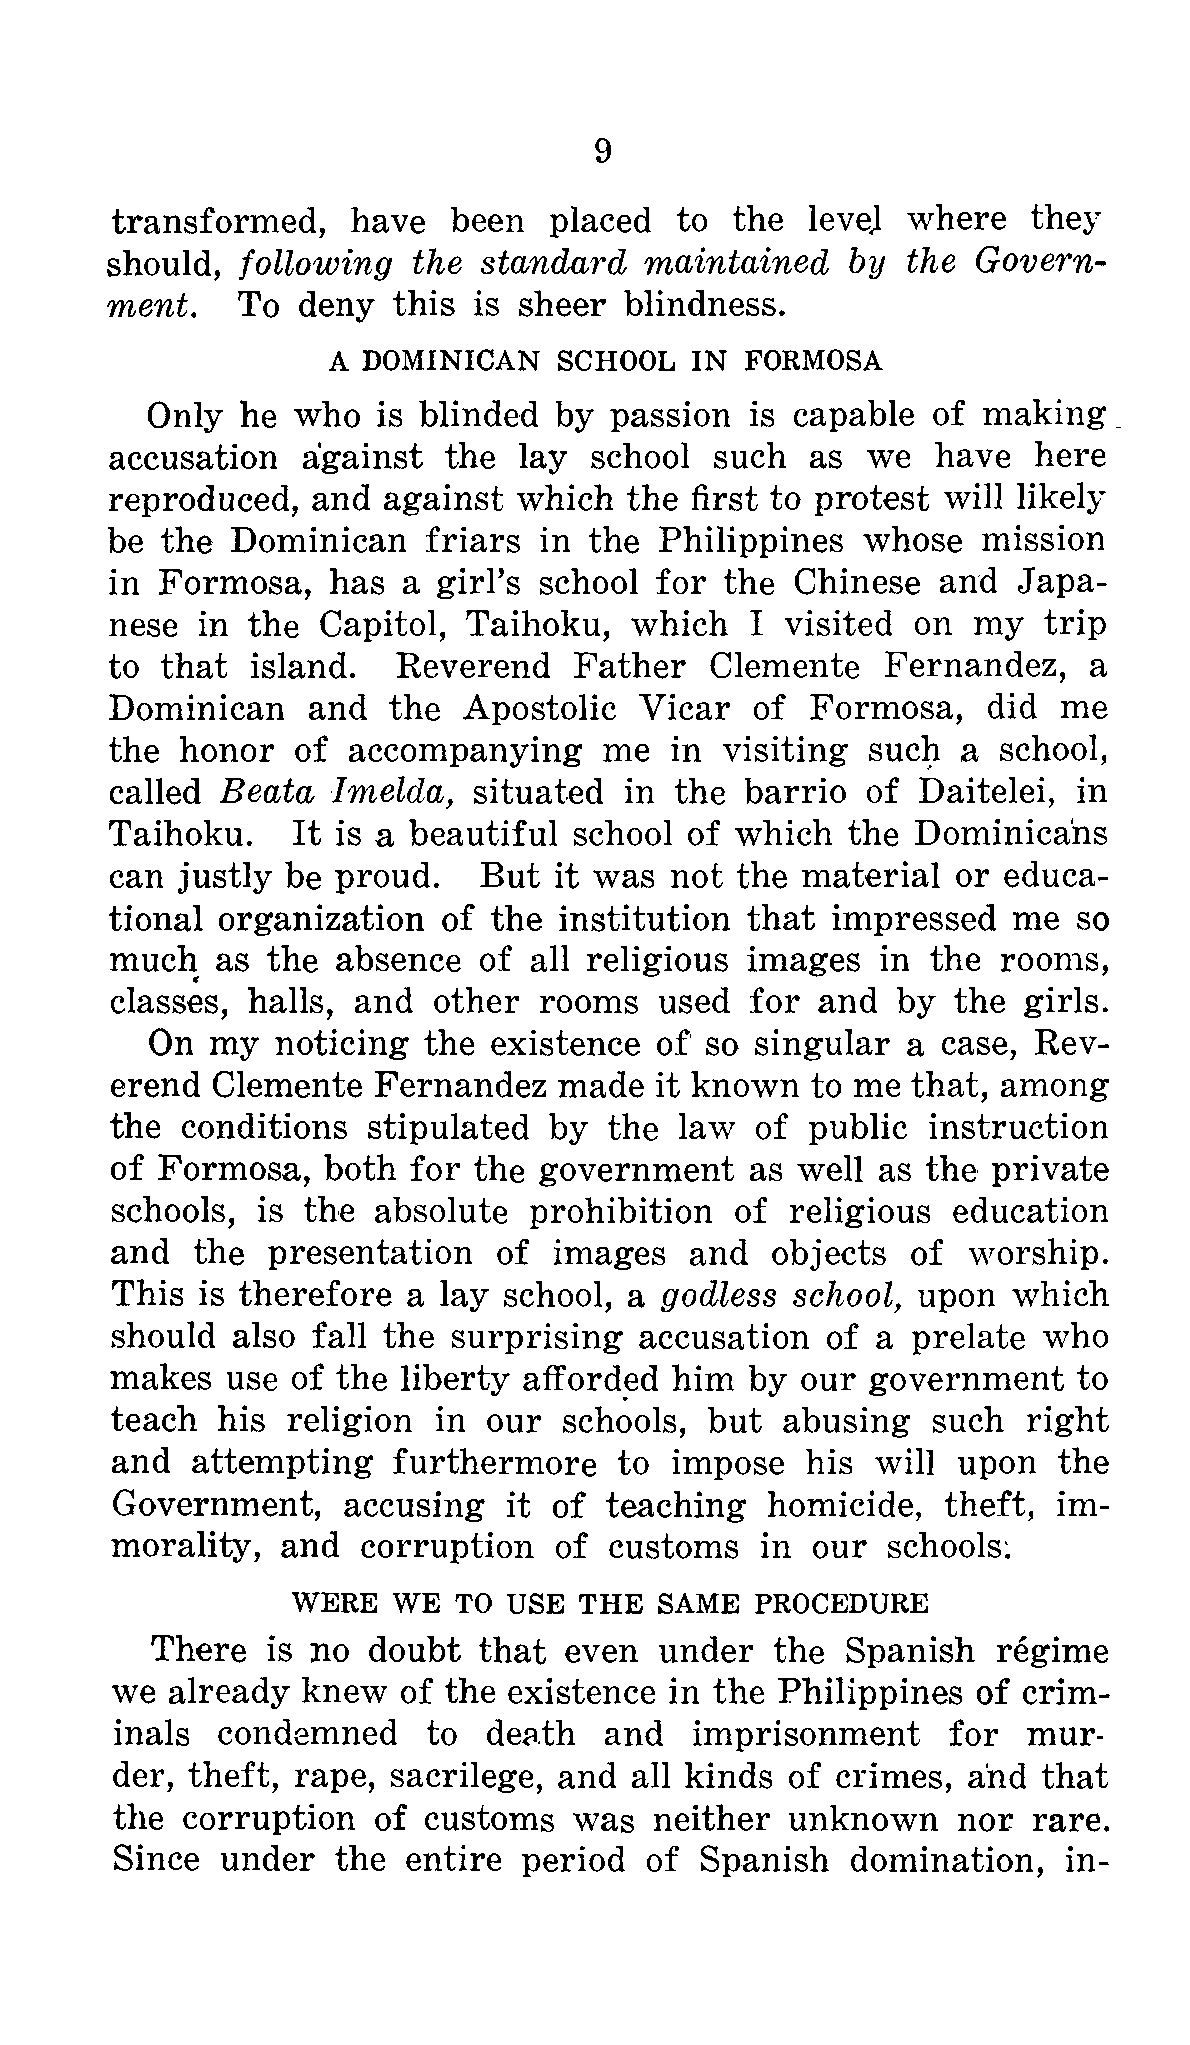 9
transformed, have been placed to the level where they
should, following the standard maintained by the Govern-
ment. To deny this is sheer blindness.
A DOMINICAN SCHOOL IN FORMOSA
Only he who is blinded by passion is capable of making
accusation against the lay school such as we have here
reproduced, and against which the first to protest will likely
be the Dominican friars in the Philippines whose mission
in Formosa, has a girl's school for the Chinese and Japa-
nese in the Capitol, Taihoku, which I visited on my trip
to that island. Reverend Father Clemente Fernandez, a
Dominican and the Apostolic Vicar of Formosa, did me
the honor of accompanying me in visiting such a school,
called Beata Imelda, situated in the barrio of Daitelei, in
Taihoku. It is a beautiful school of which the Dominicans
can justly be proud. But it was not the material or educa-
tional organization of the institution that impressed me so
much as the absence of all religious images in the rooms,
classes, halls, and other rooms used for and by the girls.
On my noticing the existence of so singular a case, Rev-
erend Clemente Fernandez made it known to me that, among
the conditions stipulated by the law of public instruction
of Formosa, both for the government as well as the private
schools, is the absolute prohibition of religious education
and the presentation of images and objects of worship.
This is therefore a lay school, a godless school, upon which
should also fall the surprising accusation of a prelate who
makes use of the liberty afforded him by our government to
teach his religion in our schools, but abusing such right
and attempting furthermore to impose his will upon the
Government, accusing it of teaching homicide, theft, im-
morality, and corruption of customs in our schools.
WERE WE TO USE THE SAME PROCEDURE
There is no doubt that even under the Spanish régime
we already knew of the existence in the Philippines of crim-
inals condemned to death and imprisonment for mur-
der, theft, rape, sacrilege, and all kinds of crimes, and that
the corruption of customs was neither unknown nor rare.
Since under the entire period of Spanish domination, in-